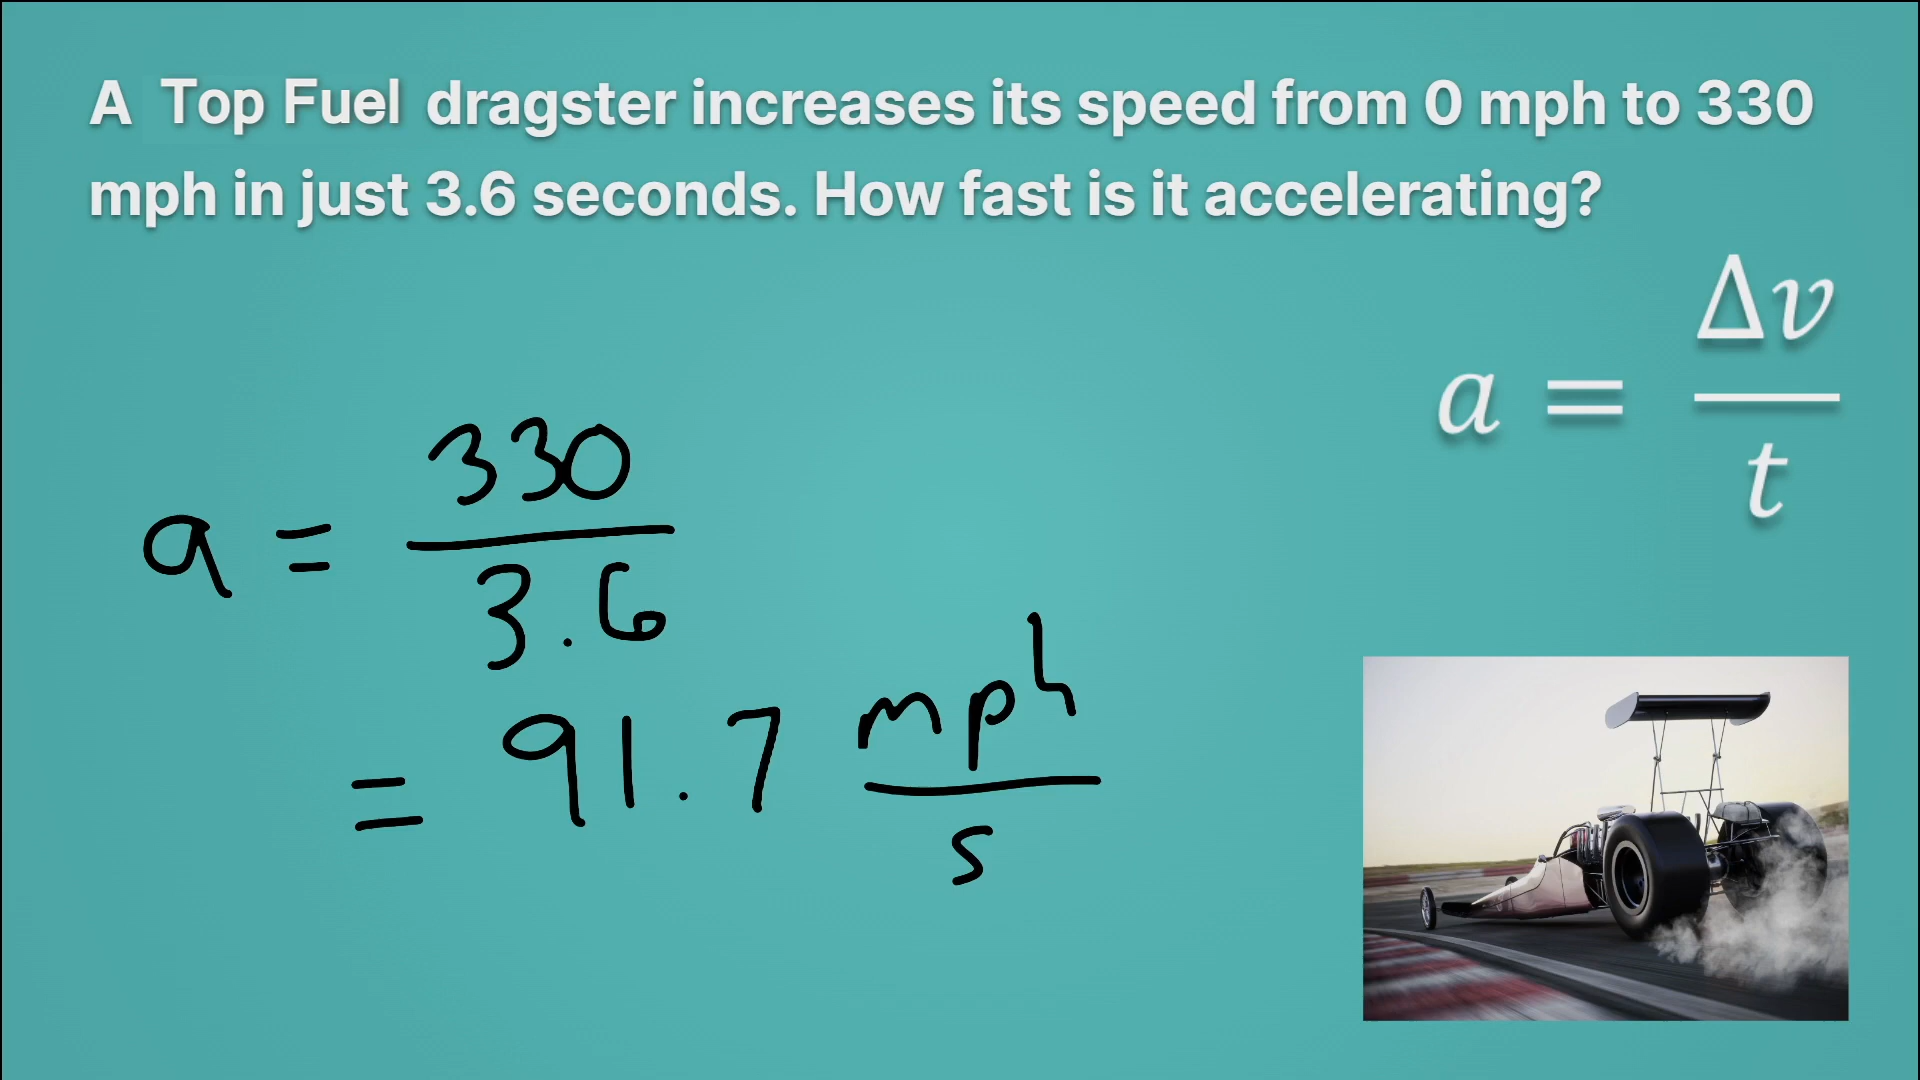 A Top Fuel dragster increases its speed from 0 mph to 330
mph in just 3.6 seconds. How fast is it accelerating?
a = Δv
t
a = 330
3.6
= 91.7 mph
s